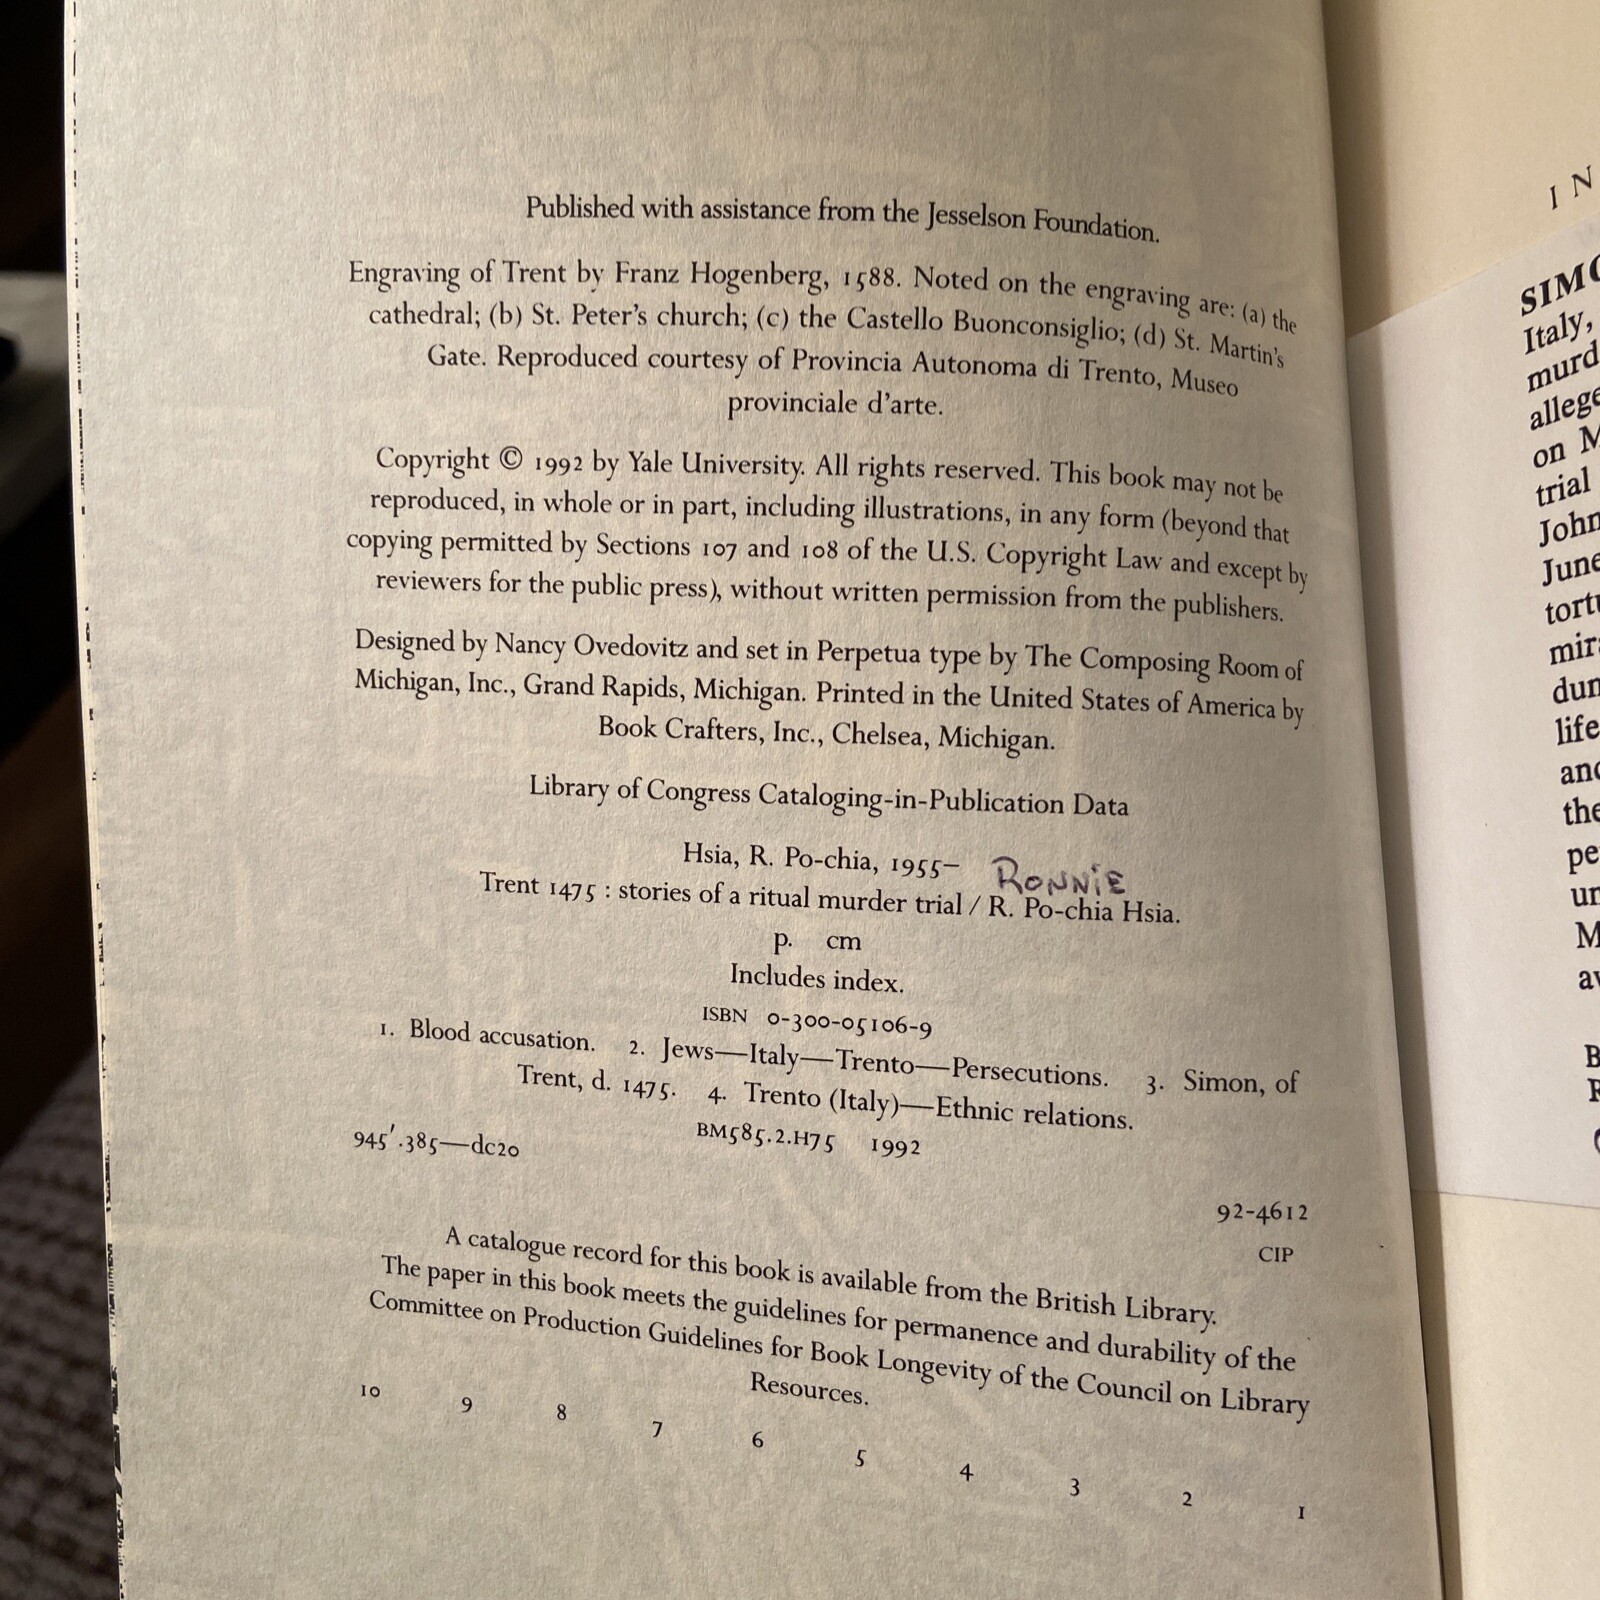 Published with assistance from the Jesselson Foundation.
Engraving of Trent by Franz Hogenberg, 1588. Noted on the engraving are: (a) the
cathedral; (b) St. Peter's church; (c) the Castello Buonconsiglio; (d) St. Martin's
Gate. Reproduced courtesy of Provincia Autonoma di Trento, Museo
provinciale d'arte.
Copyright © 1992 by Yale University. All rights reserved. This book may not be
reproduced, in whole or in part, including illustrations, in any form (beyond that
copying permitted by Sections 107 and 108 of the U.S. Copyright Law and except by
reviewers for the public press), without written permission from the publishers.
Designed by Nancy Ovedovitz and set in Perpetua type by The Composing Room of
Michigan, Inc., Grand Rapids, Michigan. Printed in the United States of America by
Book Crafters, Inc., Chelsea, Michigan.
Library of Congress Cataloging-in-Publication Data
Hsia, R. Po-chia, 1955–
RONNiE
Trent 1475 : stories of a ritual murder trial / R. Po-chia Hsia.
p. cm
Includes index.
ISBN 0-300-05106-9
1. Blood accusation. 2. Jews—Italy—Trento—Persecutions. 3. Simon, of
Trent, d. 1475. 4. Trento (Italy)—Ethnic relations.
BM585.2.H75 1992
945'.385—dc20
92-4612
CIP
A catalogue record for this book is available from the British Library.
The paper in this book meets the guidelines for permanence and durability of the
Committee on Production Guidelines for Book Longevity of the Council on Library
Resources.
10 9 8 7 6 5 4 3 2 1
IN
SIMO
Italy,
murd
allege
on M
trial
John
June
tortu
mira
dun
life
and
the
pe
un
M
av
B
R